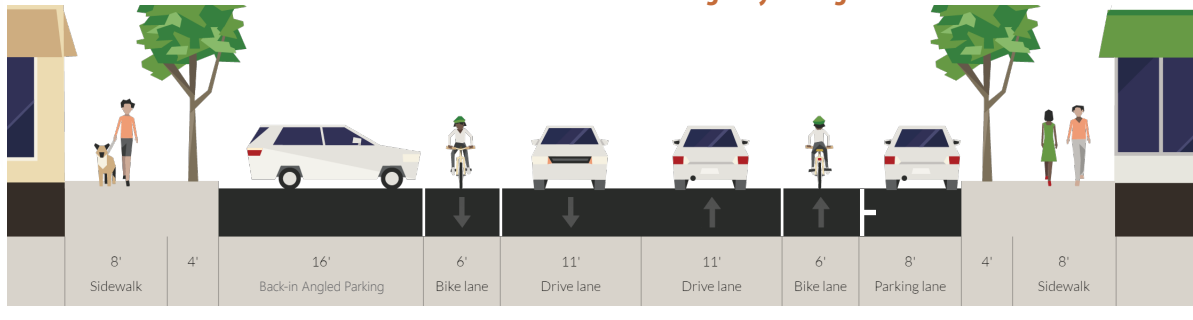 8' 4' 16' 6' 11' 11' 6' 8' 4' 8'
Sidewalk Back-in Angled Parking Bike lane Drive lane Drive lane Bike lane Parking lane Sidewalk